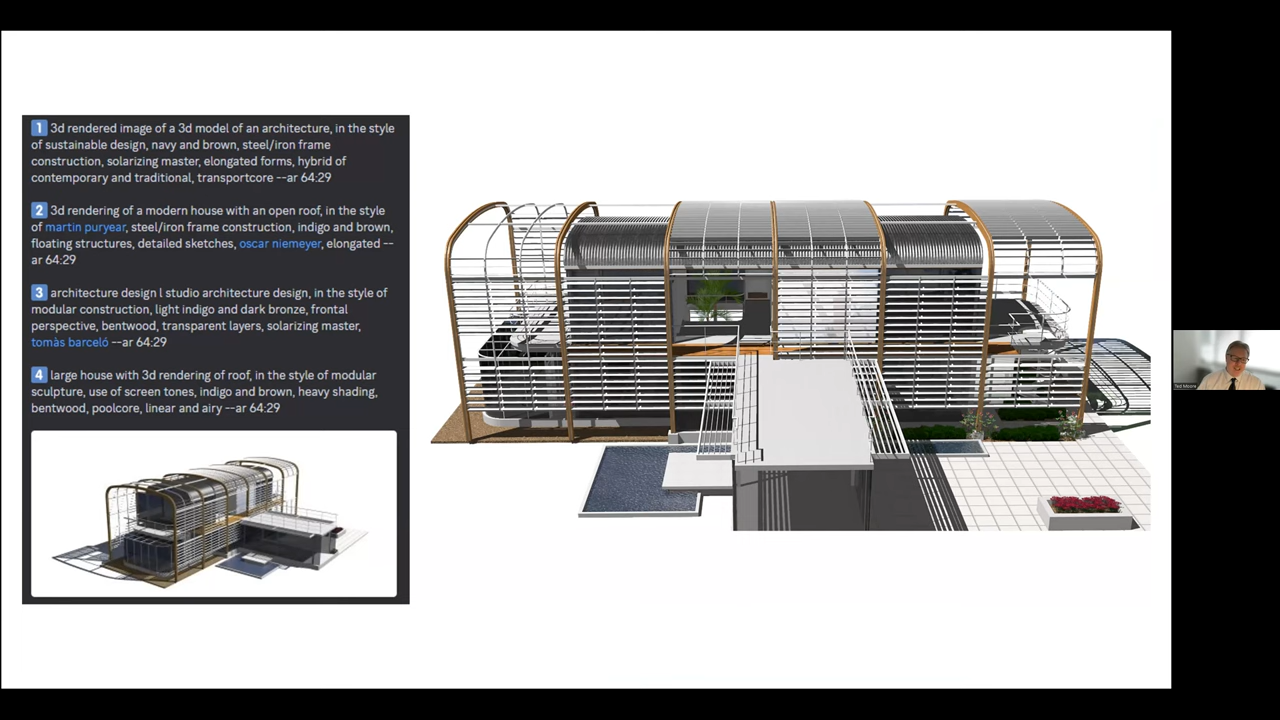 1 3d rendered image of a 3d model of an architecture, in the style
of sustainable design, navy and brown, steel/iron frame
construction, solarizing master, elongated forms, hybrid of
contemporary and traditional, transportcore --ar 64:29
2 3d rendering of a modern house with an open roof, in the style
of martin puryear, steel/iron frame construction, indigo and brown,
floating structures, detailed sketches, oscar niemeyer, elongated --
ar 64:29
3 architecture design l studio architecture design, in the style of
modular construction, light indigo and dark bronze, frontal
perspective, bentwood, transparent layers, solarizing master,
tomàs barceló --ar 64:29
4 large house with 3d rendering of roof, in the style of modular
sculpture, use of screen tones, indigo and brown, heavy shading,
bentwood, poolcore, linear and airy --ar 64:29
Ted Moore